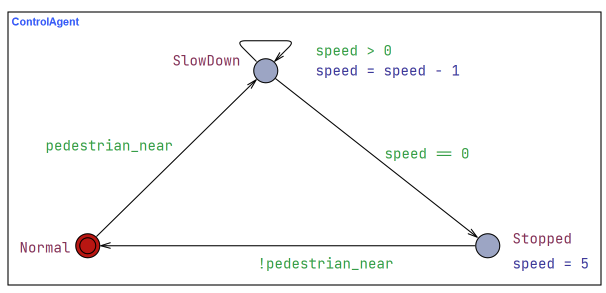 ControlAgent
SlowDown
speed > 0
speed = speed - 1
pedestrian_near
speed == 0
Normal
Stopped
!pedestrian_near
speed = 5